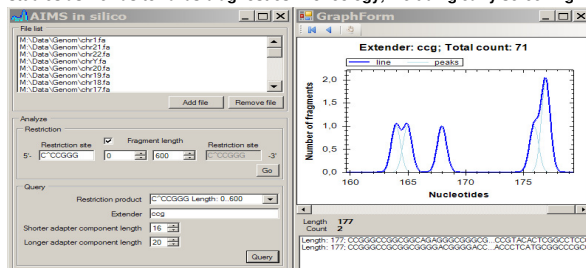 AIMS in silico
File list
M:\Data\Genom\chr1.fa
M:\Data\Genom\chr21.fa
M:\Data\Genom\chr22.fa
M:\Data\Genom\chrY.fa
M:\Data\Genom\chr20.fa
M:\Data\Genom\chr19.fa
M:\Data\Genom\chr18.fa
M:\Data\Genom\chr17.fa
Add file
Remove file
Analyze
Restriction
Restriction site
Fragment length
Restriction site
5'- C^CCGGG 0 600 C^CCGGG -3'
Go
Query
Restriction product C^CCGGG Length: 0..600
Extender ccg
Shorter adapter component length 16
Longer adapter component length 20
Query
GraphForm
Extender: ccg; Total count: 71
line peaks
Number of fragments
2,0
1,5
1,0
0,5
0,0
160 165 170 175
Nucleotides
Length 177
Count 2